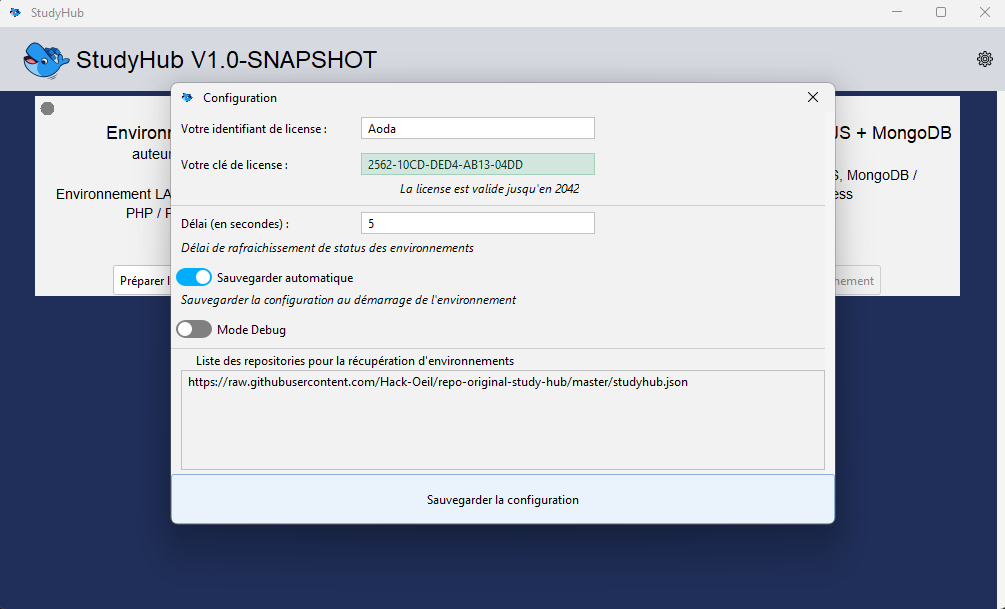 StudyHub
StudyHub V1.0-SNAPSHOT
Configuration
Votre identifiant de license :
Aoda
Votre clé de license :
2562-10CD-DED4-AB13-04DD
La license est valide jusqu'en 2042
Délai (en secondes) :
5
Délai de rafraichissement de status des environnements
Sauvegarder automatique
Sauvegarder la configuration au démarrage de l'environnement
Mode Debug
Liste des repositories pour la récupération d'environnements
https://raw.githubusercontent.com/Hack-Oeil/repo-original-study-hub/master/studyhub.json
Sauvegarder la configuration
Environ
auteu
Environnement LA
PHP /
Préparer
JS + MongoDB
S, MongoDB /
ess
nement